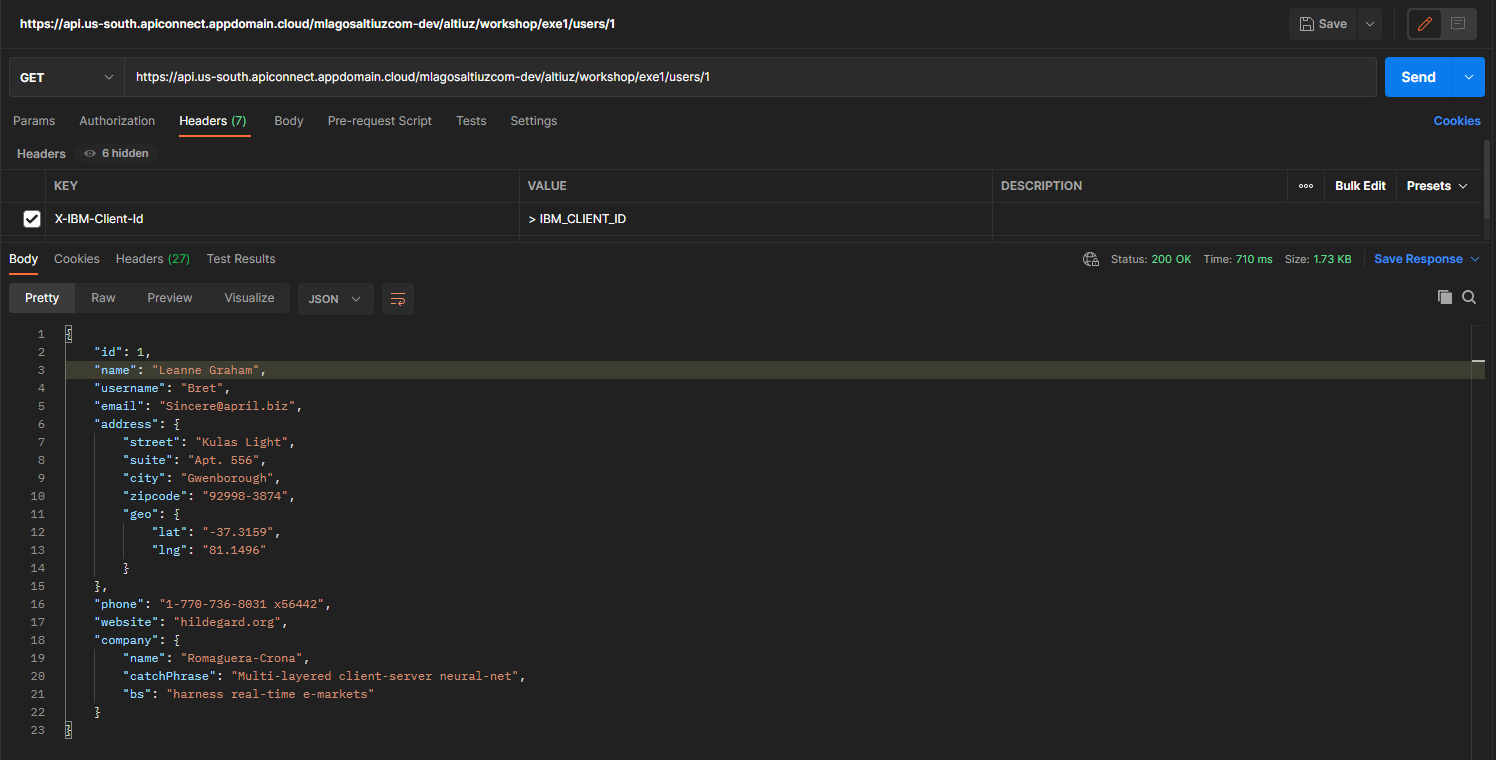 https://api.us-south.apiconnect.appdomain.cloud/mlagosaltiuzcom-dev/altiuz/workshop/exe1/users/1 Save
GET https://api.us-south.apiconnect.appdomain.cloud/mlagosaltiuzcom-dev/altiuz/workshop/exe1/users/1 Send
Params Authorization Headers (7) Body Pre-request Script Tests Settings Cookies
Headers 6 hidden
KEY VALUE DESCRIPTION Bulk Edit Presets
X-IBM-Client-Id > IBM_CLIENT_ID
Body Cookies Headers (27) Test Results Status: 200 OK Time: 710 ms Size: 1.73 KB Save Response
Pretty Raw Preview Visualize JSON
1 {
2 "id": 1,
3 "name": "Leanne Graham",
4 "username": "Bret",
5 "email": "Sincere@april.biz",
6 "address": {
7 "street": "Kulas Light",
8 "suite": "Apt. 556",
9 "city": "Gwenborough",
10 "zipcode": "92998-3874",
11 "geo": {
12 "lat": "-37.3159",
13 "lng": "81.1496"
14 }
15 },
16 "phone": "1-770-736-8031 x56442",
17 "website": "hildegard.org",
18 "company": {
19 "name": "Romaguera-Crona",
20 "catchPhrase": "Multi-layered client-server neural-net",
21 "bs": "harness real-time e-markets"
22 }
23 }